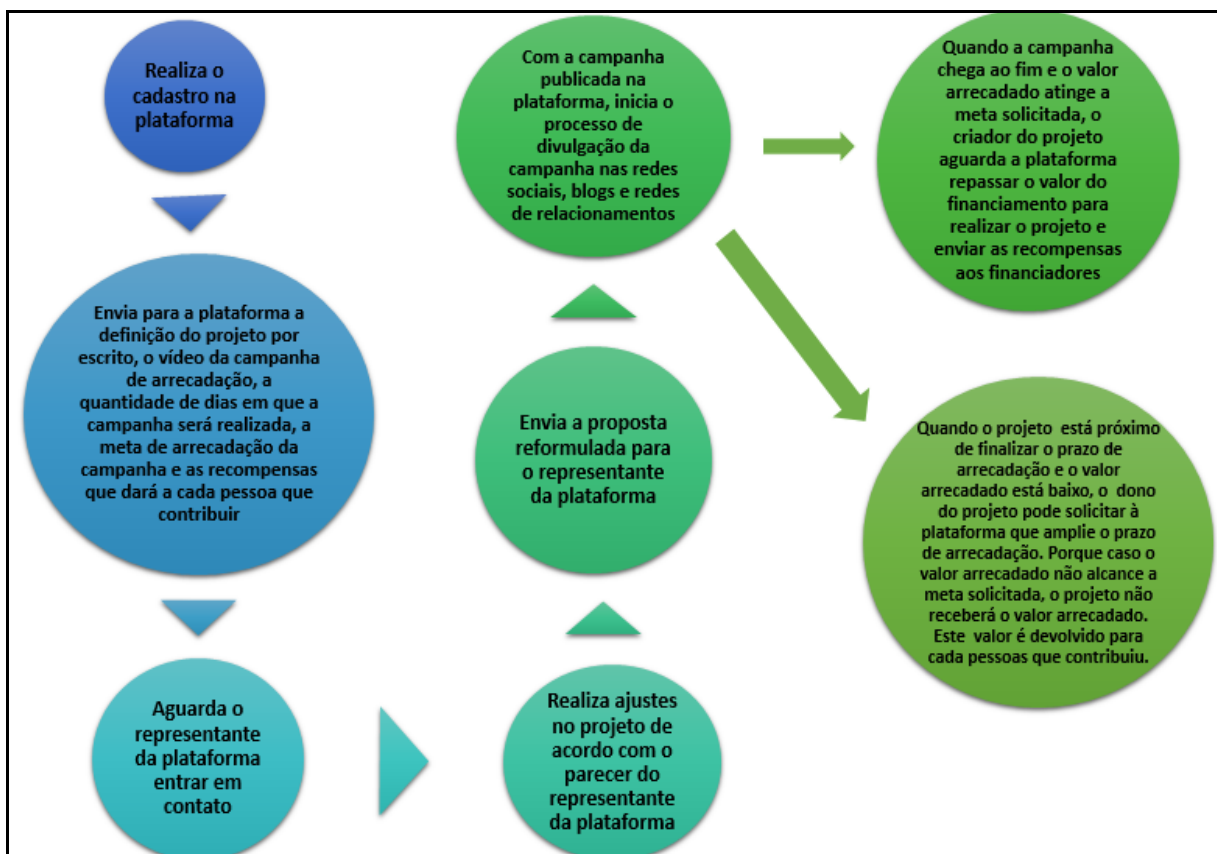 Realiza o
cadastro na
plataforma
Envia para a plataforma a
definição do projeto por
escrito, o vídeo da campanha
de arrecadação, a
quantidade de dias em que a
campanha será realizada, a
meta de arrecadação da
campanha e as recompensas
que dará a cada pessoa que
contribuir
Aguarda o
representante
da plataforma
entrar em
contato
Realiza ajustes
no projeto de
acordo com o
parecer do
representante
da plataforma
Envia a proposta
reformulada para
o representante
da plataforma
Com a campanha
publicada na
plataforma, inicia o
processo de
divulgação da
campanha nas redes
sociais, blogs e redes
de relacionamentos
Quando a campanha
chega ao fim e o valor
arrecadado atinge a
meta solicitada, o
criador do projeto
aguarda a plataforma
repassar o valor do
financiamento para
realizar o projeto e
enviar as recompensas
aos financiadores
Quando o projeto está próximo
de finalizar o prazo de
arrecadação e o valor
arrecadado está baixo, o dono
do projeto pode solicitar à
plataforma que amplie o prazo
de arrecadação. Porque caso o
valor arrecadado não alcance a
meta solicitada, o projeto não
receberá o valor arrecadado.
Este valor é devolvido para
cada pessoas que contribuiu.